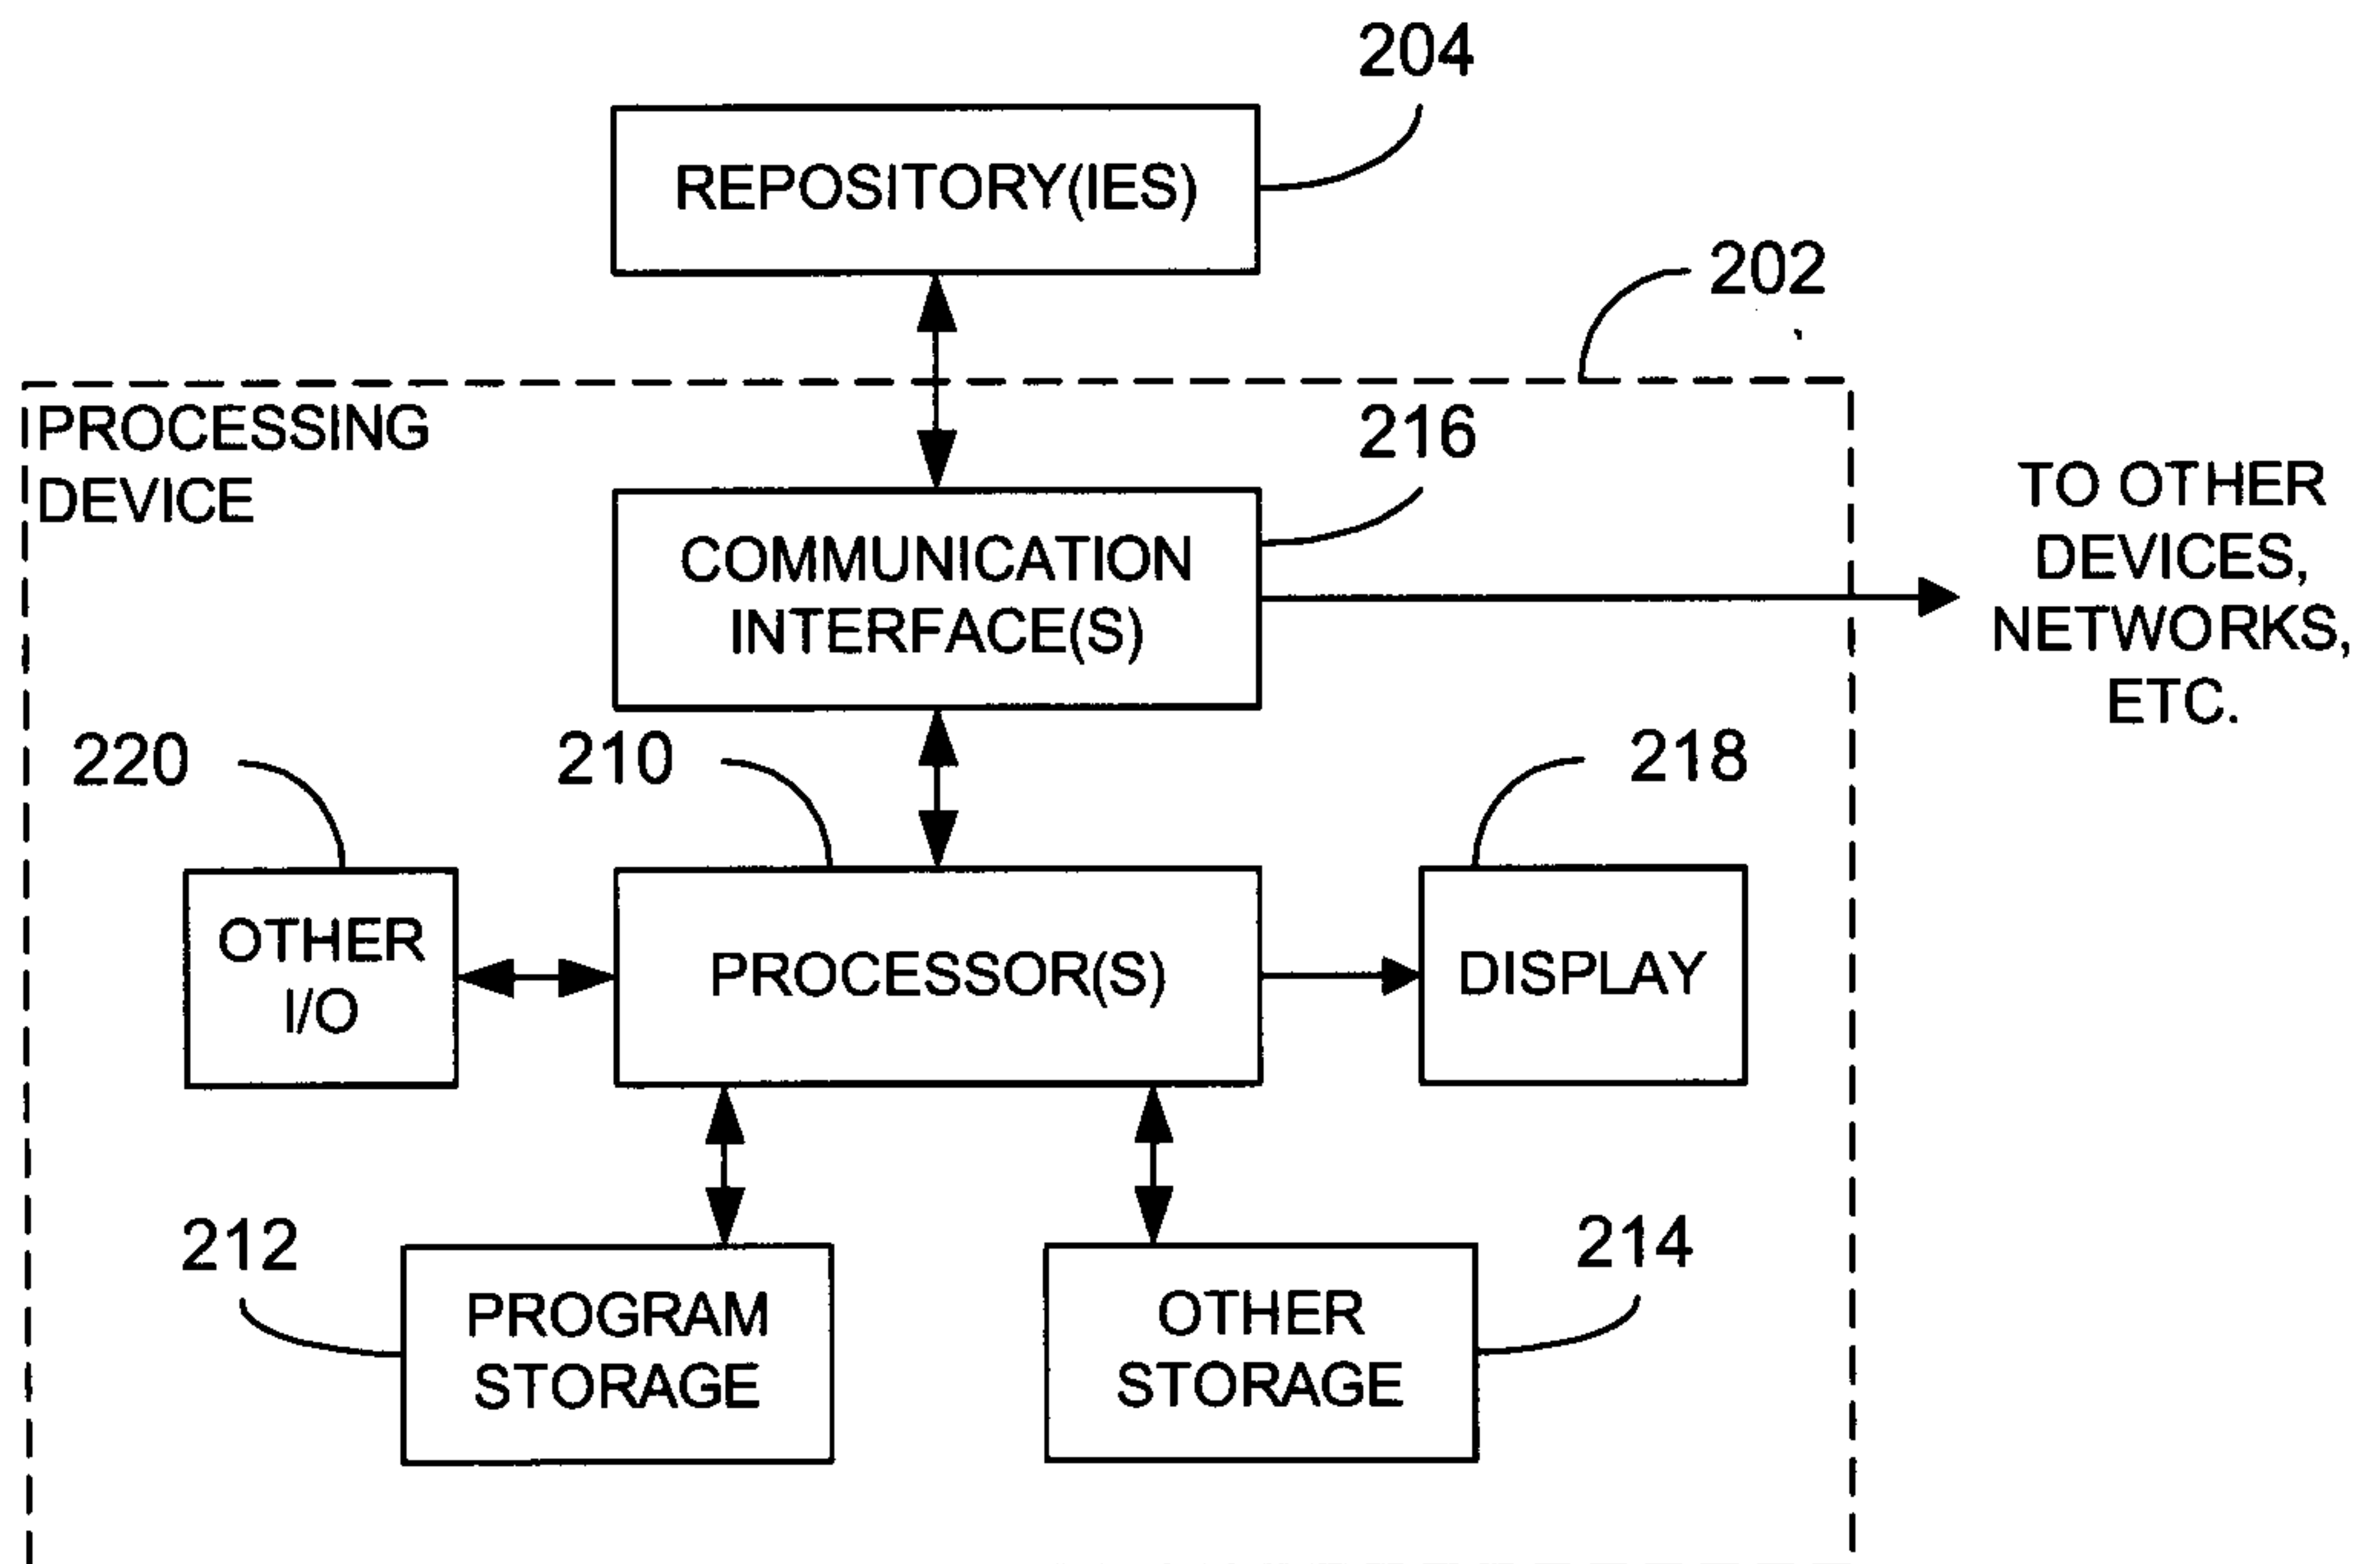 204
REPOSITORY(IES)
202
PROCESSING
DEVICE
216
COMMUNICATION
INTERFACE(S)
TO OTHER
DEVICES,
NETWORKS,
ETC.
220
210
218
OTHER
I/O
PROCESSOR(S)
DISPLAY
212
PROGRAM
STORAGE
OTHER
STORAGE
214